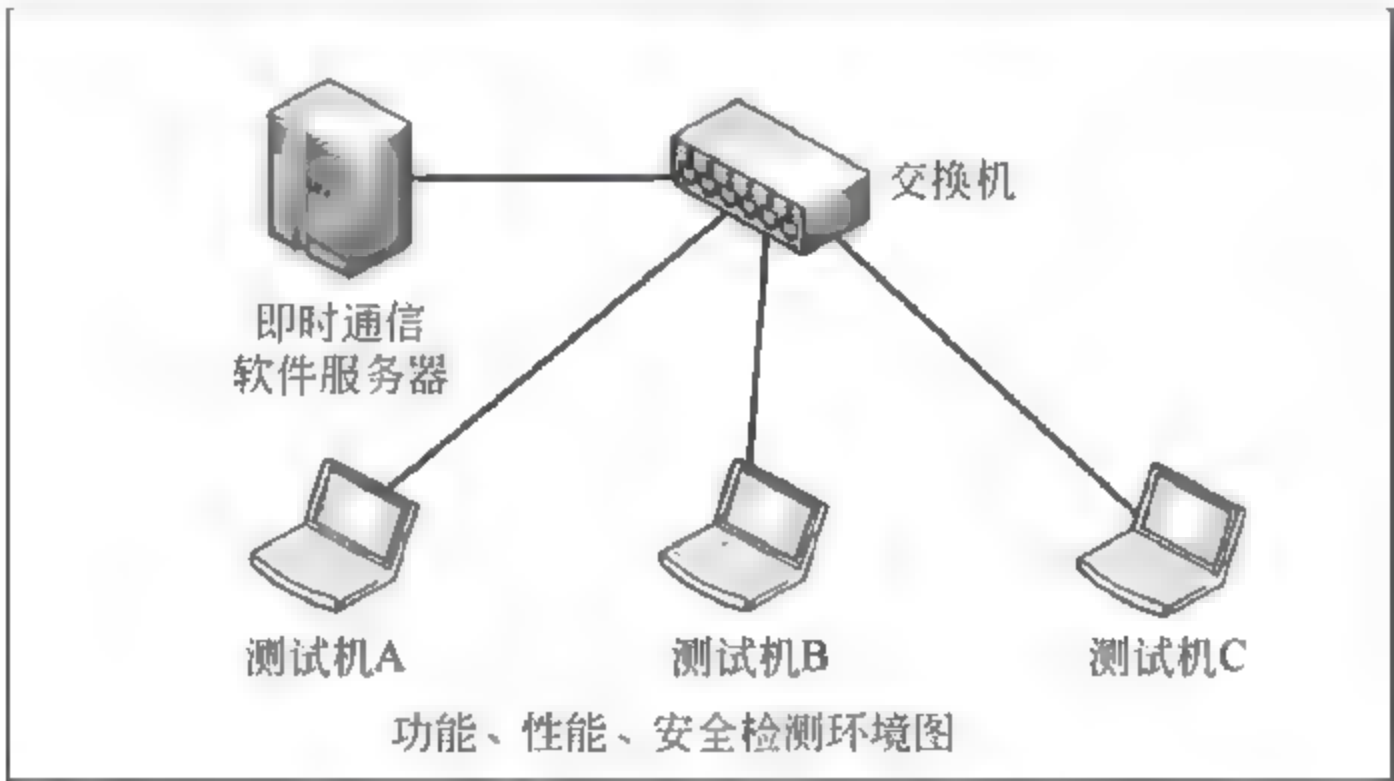 交换机
即时通信
软件服务器
测试机A
测试机B
测试机C
功能、性能、安全检测环境图